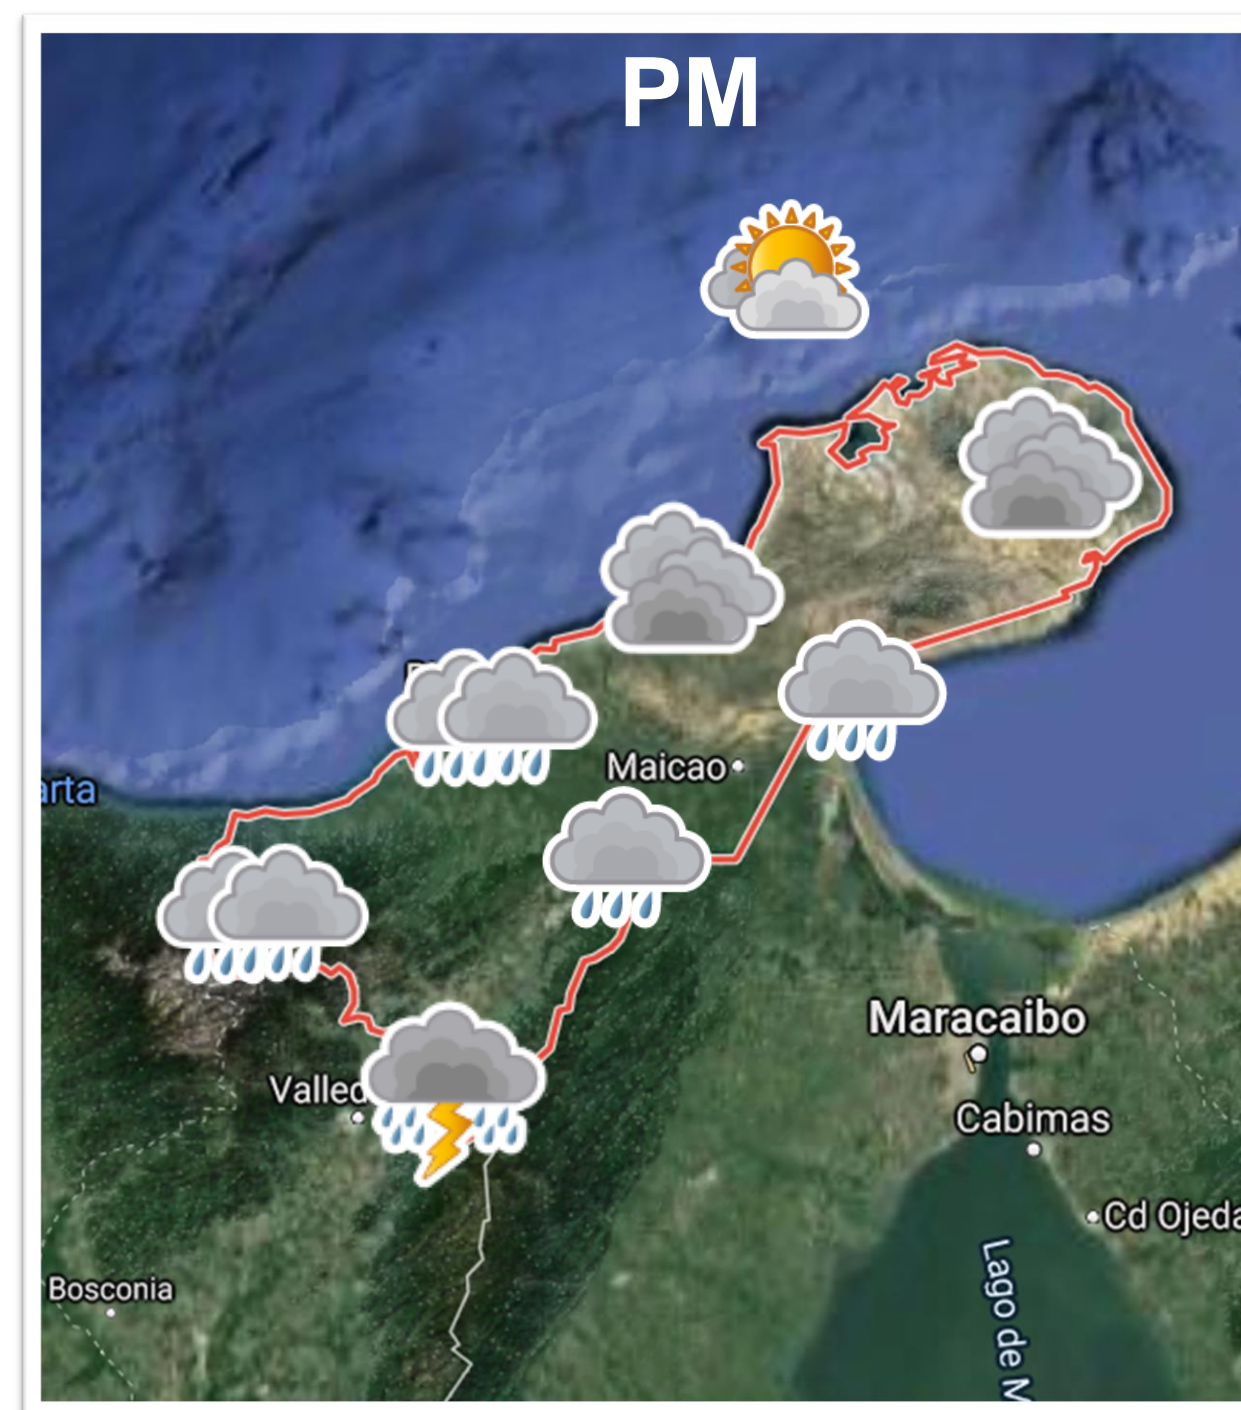 PM
Maicao
arta
Maracaibo
Valled
Cabimas
Cd Ojeda
Lago de M
Bosconia